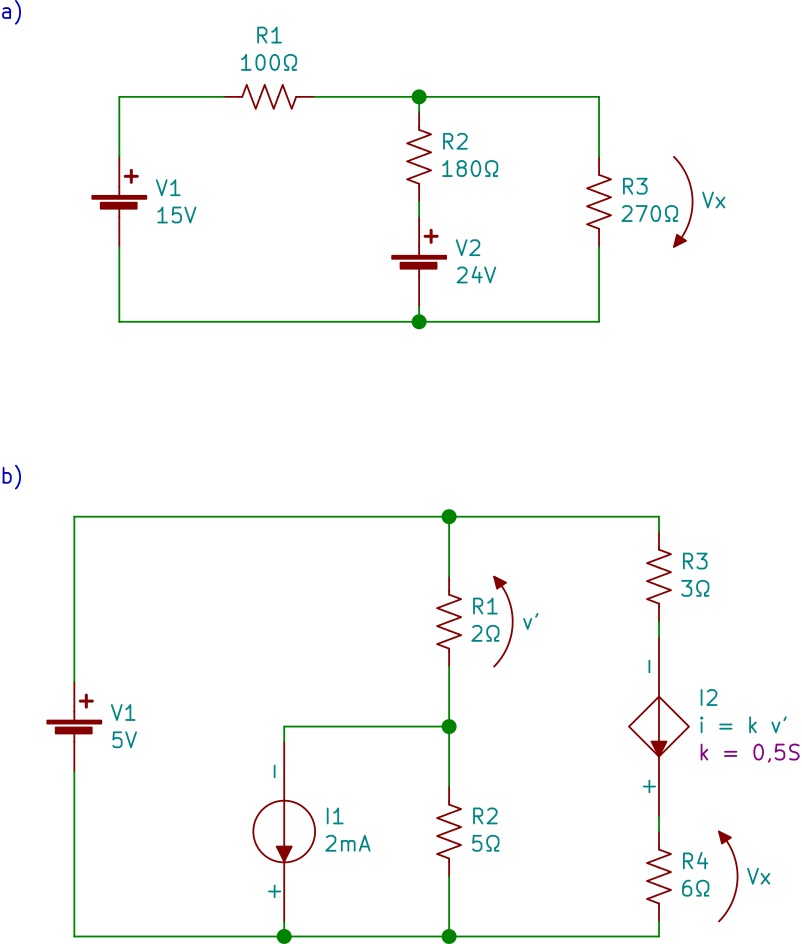 a)
R1
100Ω
R2
180Ω
+
V1
15V
R3
270Ω
Vx
+
V2
24V
b)
R3
3Ω
R1
2Ω
v′
I2
i = k v′
k = 0,5S
+
V1
5V
I1
2mA
R2
5Ω
R4
6Ω
Vx
−
+
−
+